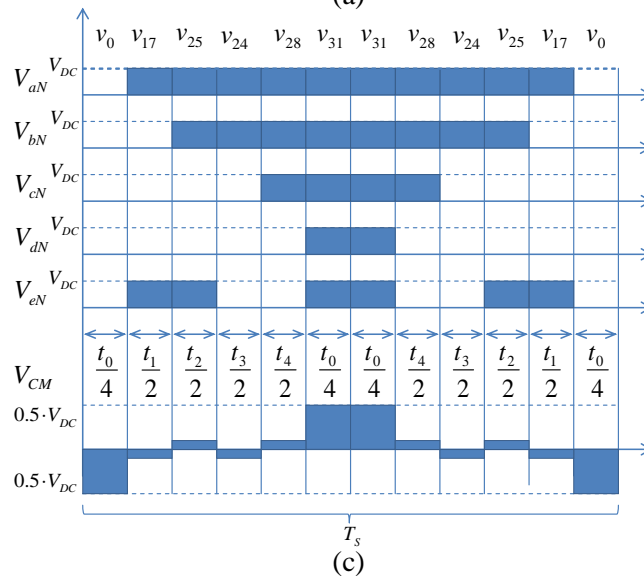 (a)
v0 v17 v25 v24 v28 v31 v31 v28 v24 v25 v17 v0
VaN VDC
VbN VDC
VcN VDC
VdN VDC
VeN VDC
VCM t0/4 t1/2 t2/2 t3/2 t4/2 t0/4 t0/4 t4/2 t3/2 t2/2 t1/2 t0/4
0.5·VDC
0.5·VDC
Ts
(c)